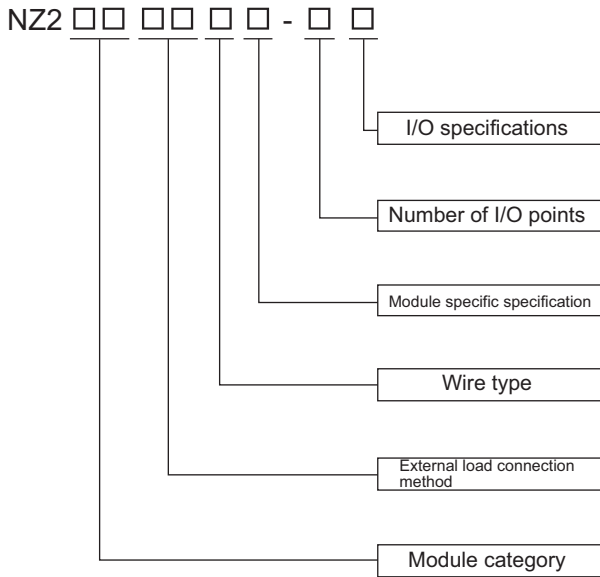 NZ2 □□ □□ □ □ - □ □
I/O specifications
Number of I/O points
Module specific specification
Wire type
External load connection
method
Module category